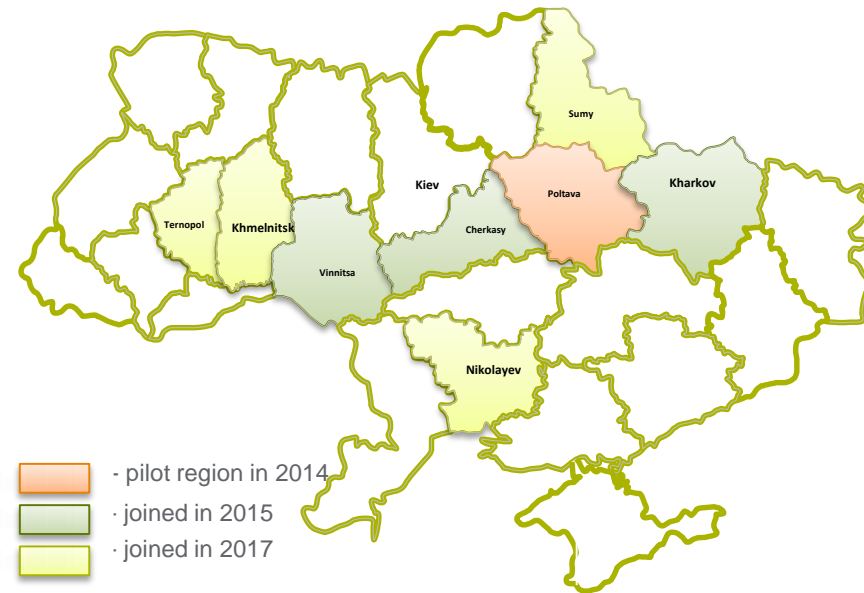 Sumy
Kiev
Poltava
Kharkov
Ternopol
Khmelnitsk
Cherkasy
Vinnitsa
Nikolayev
- pilot region in 2014
- joined in 2015
- joined in 2017